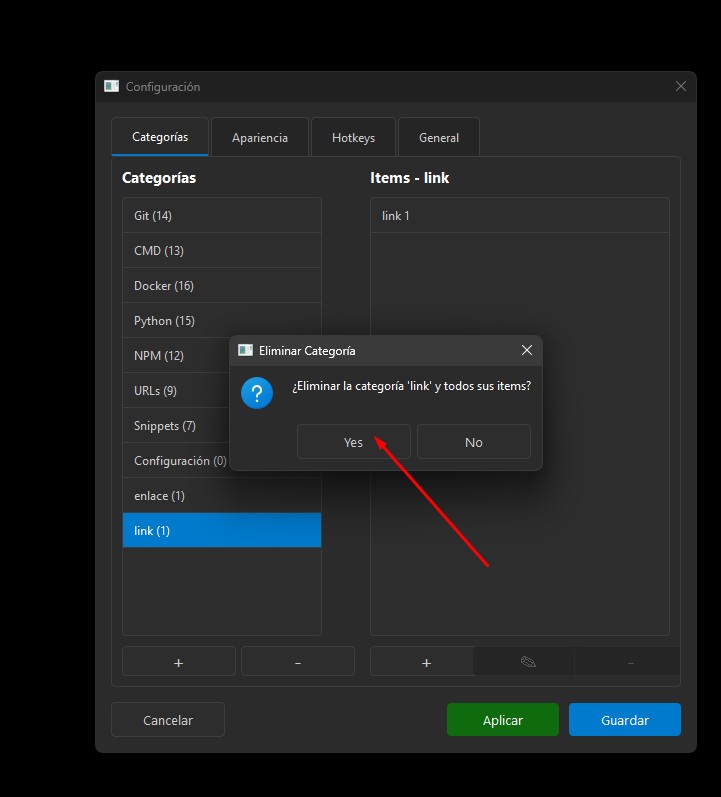 Configuración
Categorías
Apariencia
Hotkeys
General
Categorías
Items - link
Git (14)
link 1
CMD (13)
Docker (16)
Python (15)
NPM (12)
Eliminar Categoría
¿Eliminar la categoría 'link' y todos sus items?
Yes
No
URLs (9)
Snippets (7)
Configuración (0)
enlace (1)
link (1)
+
-
+
-
Cancelar
Aplicar
Guardar